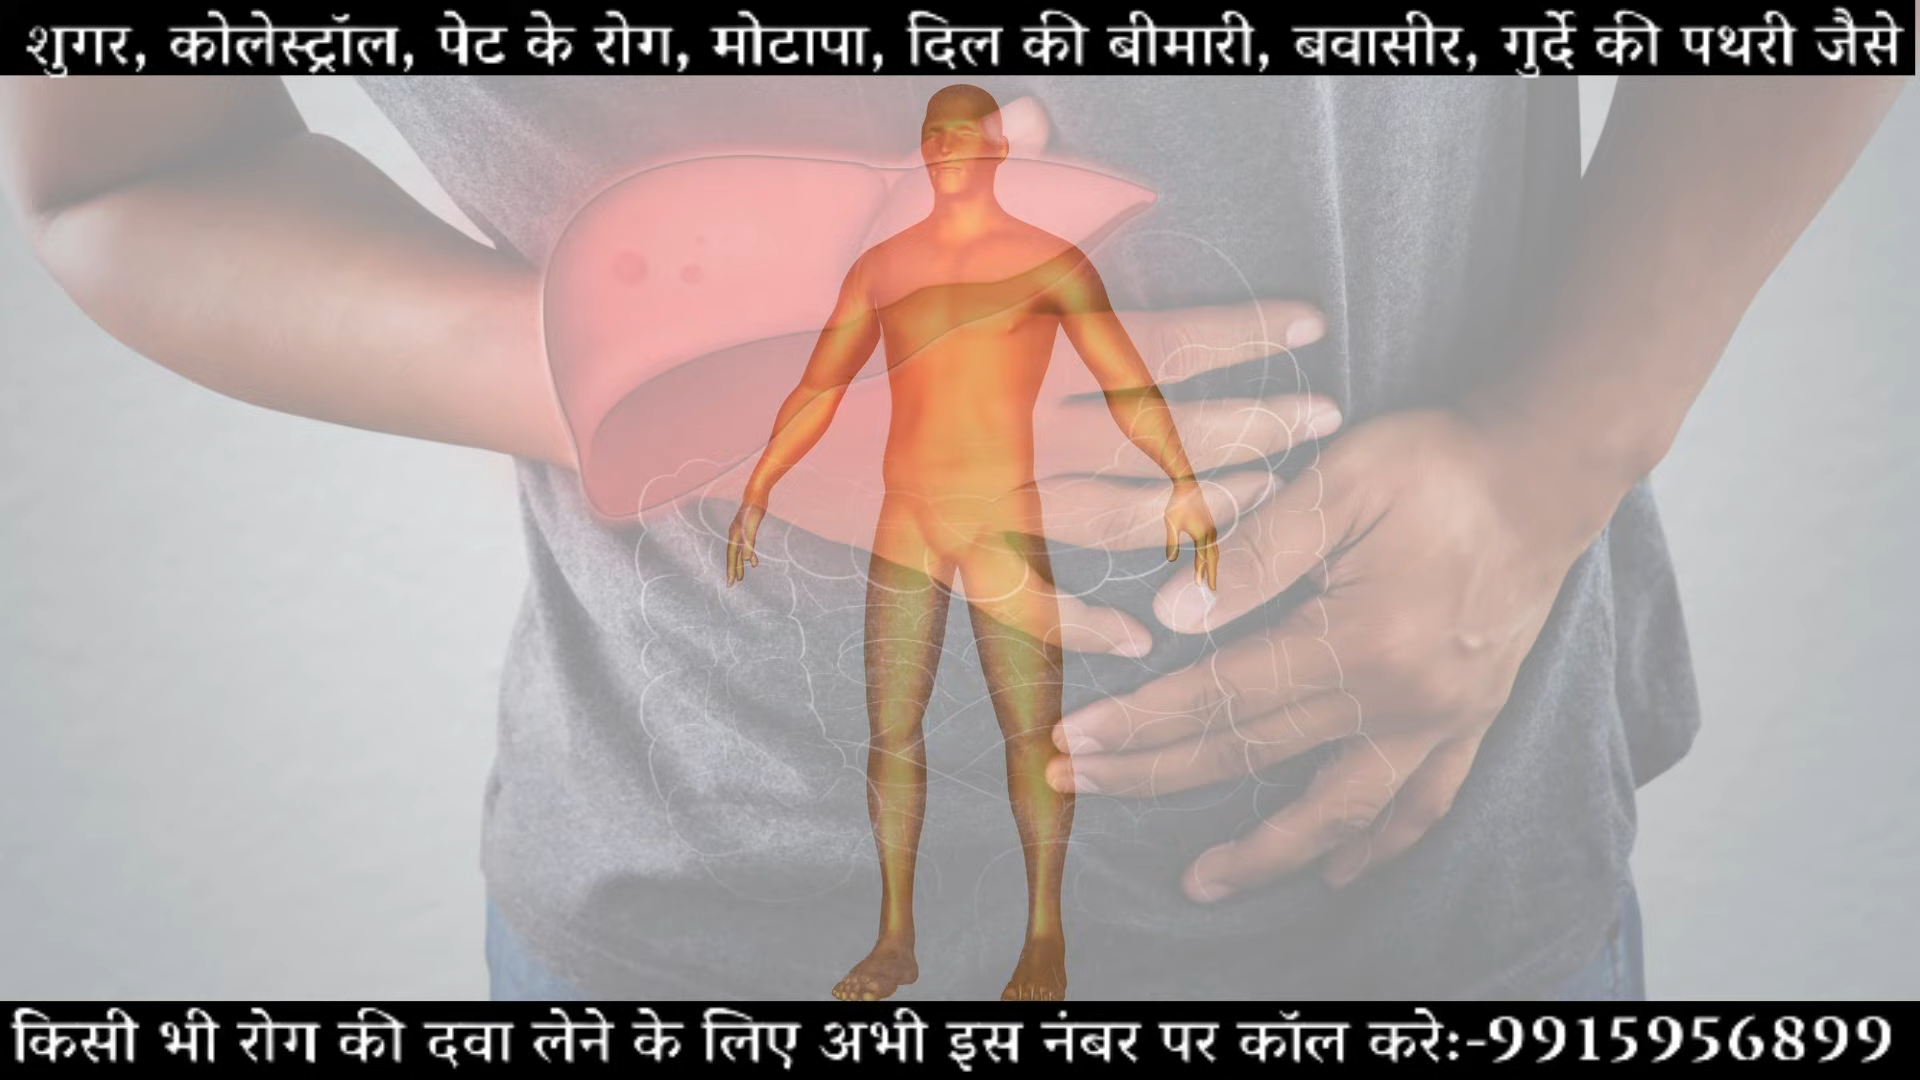 शुगर, कोलेस्ट्रॉल, पेट के रोग, मोटापा, दिल की बीमारी, बवासीर, गुर्दे की पथरी जैसे
किसी भी रोग की दवा लेने के लिए अभी इस नंबर पर कॉल करे:-9915956899